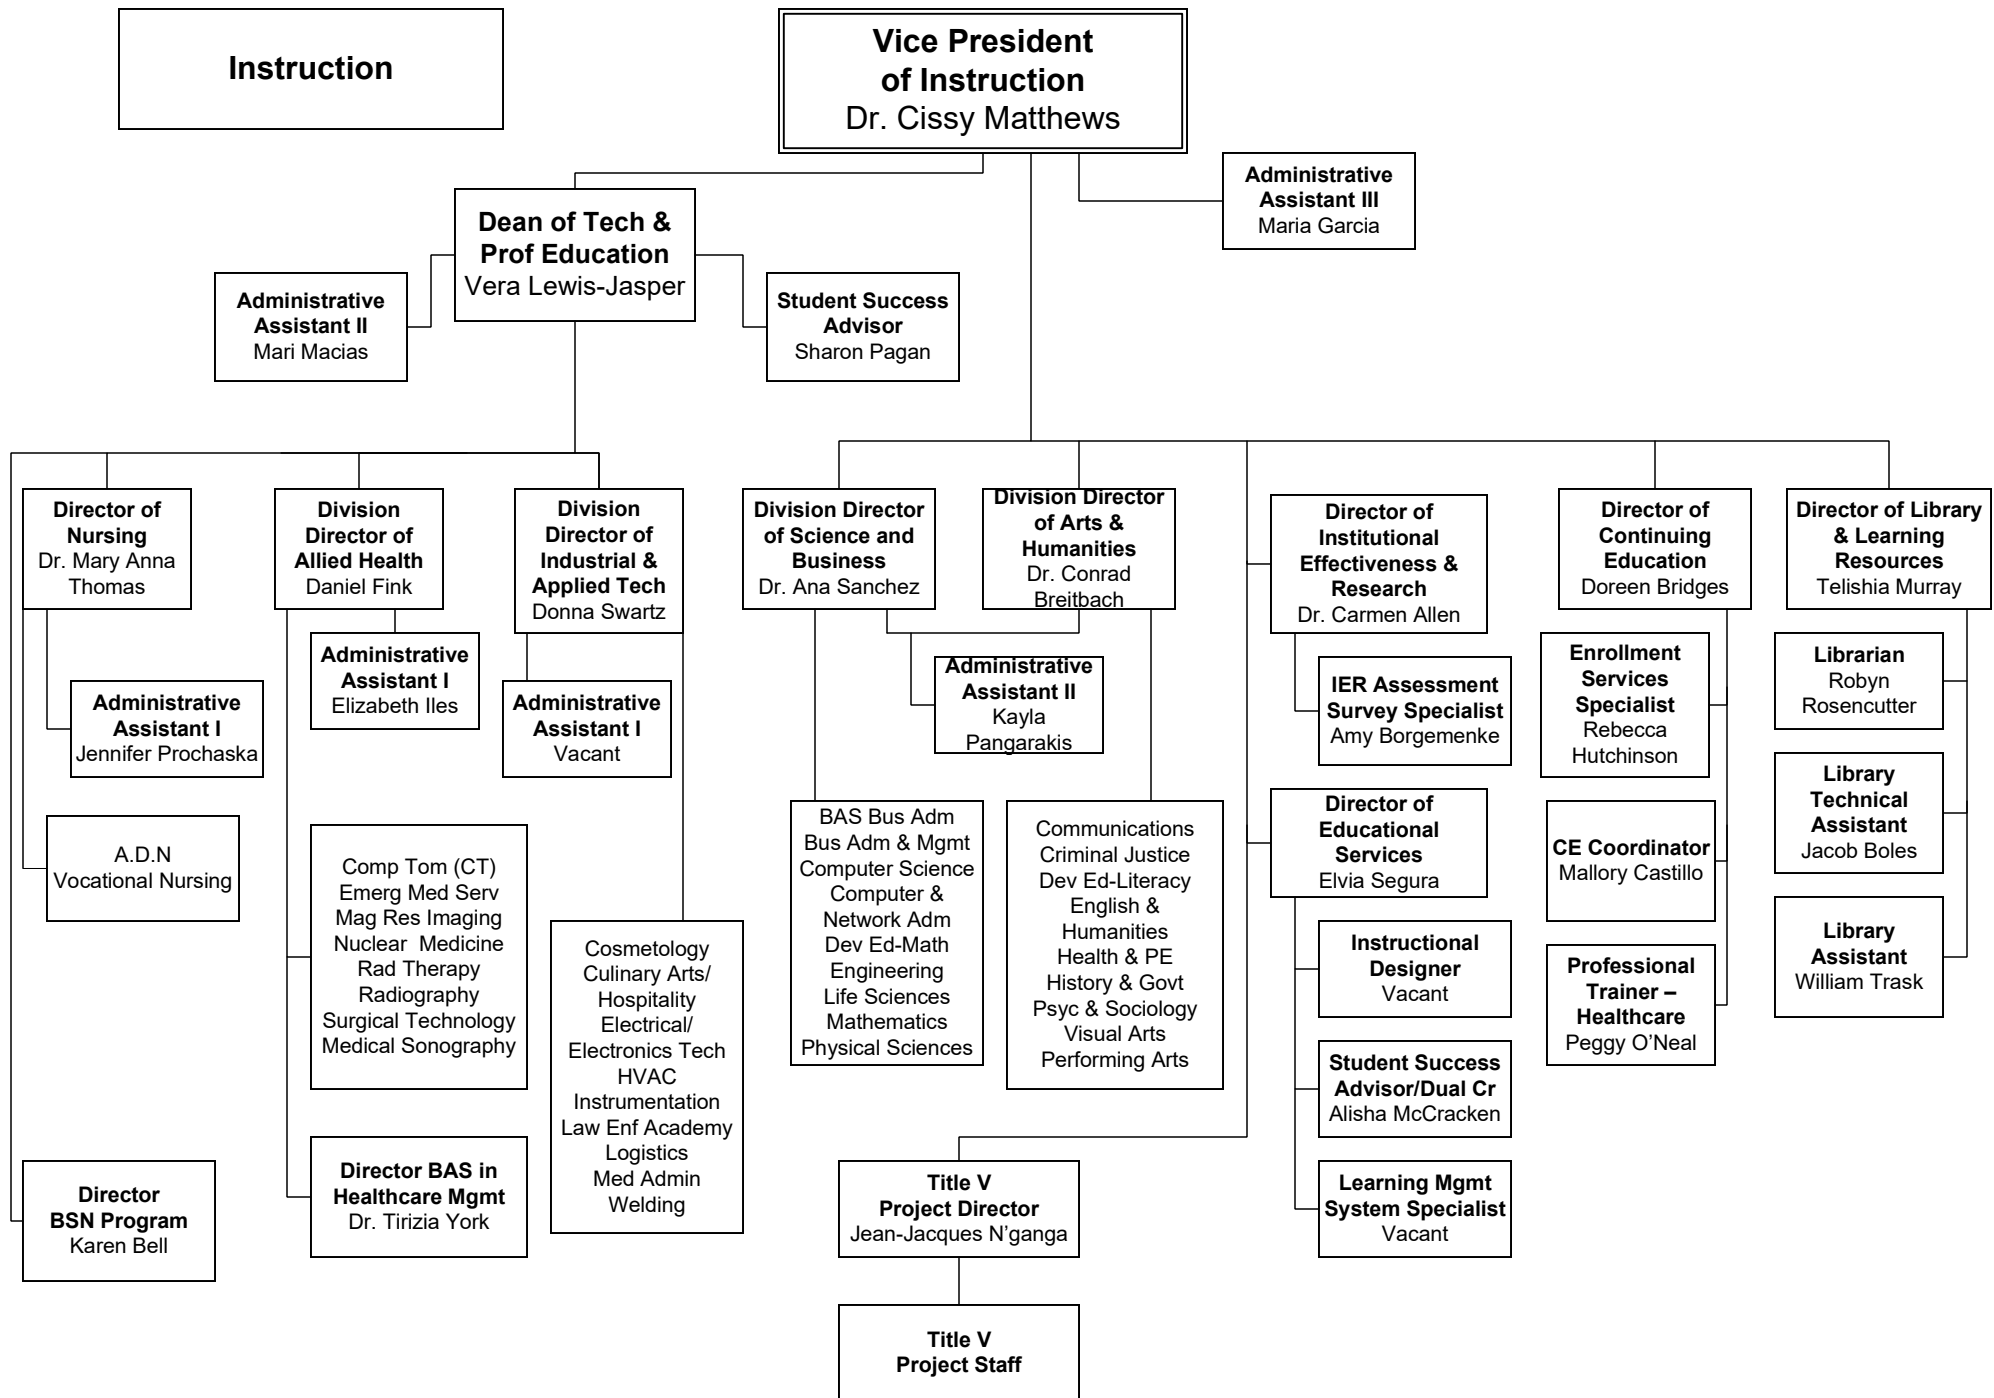 Instruction
Vice President
of Instruction
Dr. Cissy Matthews
Administrative
Assistant III
Maria Garcia
Dean of Tech &
Prof Education
Vera Lewis-Jasper
Administrative
Assistant II
Mari Macias
Student Success
Advisor
Sharon Pagan
Director of
Nursing
Dr. Mary Anna
Thomas
Division
Director of
Allied Health
Daniel Fink
Division
Director of
Industrial &
Applied Tech
Donna Swartz
Division Director
of Science and
Business
Dr. Ana Sanchez
Division Director
of Arts &
Humanities
Dr. Conrad
Breitbach
Director of
Institutional
Effectiveness &
Research
Dr. Carmen Allen
Director of
Continuing
Education
Doreen Bridges
Director of Library
& Learning
Resources
Telishia Murray
Administrative
Assistant I
Jennifer Prochaska
Administrative
Assistant I
Elizabeth Iles
Administrative
Assistant I
Vacant
Administrative
Assistant II
Kayla
Pangarakis
IER Assessment
Survey Specialist
Amy Borgemenke
Enrollment
Services
Specialist
Rebecca
Hutchinson
Librarian
Robyn
Rosencutter
Library
Technical
Assistant
Jacob Boles
A.D.N
Vocational Nursing
Comp Tom (CT)
Emerg Med Serv
Mag Res Imaging
Nuclear  Medicine
Rad Therapy
Radiography
Surgical Technology
Medical Sonography
Cosmetology
Culinary Arts/
Hospitality
Electrical/
Electronics Tech
HVAC
Instrumentation
Law Enf Academy
Logistics
Med Admin
Welding
BAS Bus Adm
Bus Adm & Mgmt
Computer Science
Computer &
Network Adm
Dev Ed-Math
Engineering
Life Sciences
Mathematics
Physical Sciences
Communications
Criminal Justice
Dev Ed-Literacy
English &
Humanities
Health & PE
History & Govt
Psyc & Sociology
Visual Arts
Performing Arts
Director of
Educational
Services
Elvia Segura
CE Coordinator
Mallory Castillo
Library
Assistant
William Trask
Instructional
Designer
Vacant
Professional
Trainer –
Healthcare
Peggy O’Neal
Student Success
Advisor/Dual Cr
Alisha McCracken
Learning Mgmt
System Specialist
Vacant
Director
BSN Program
Karen Bell
Director BAS in
Healthcare Mgmt
Dr. Tirizia York
Title V
Project Director
Jean-Jacques N’ganga
Title V
Project Staff